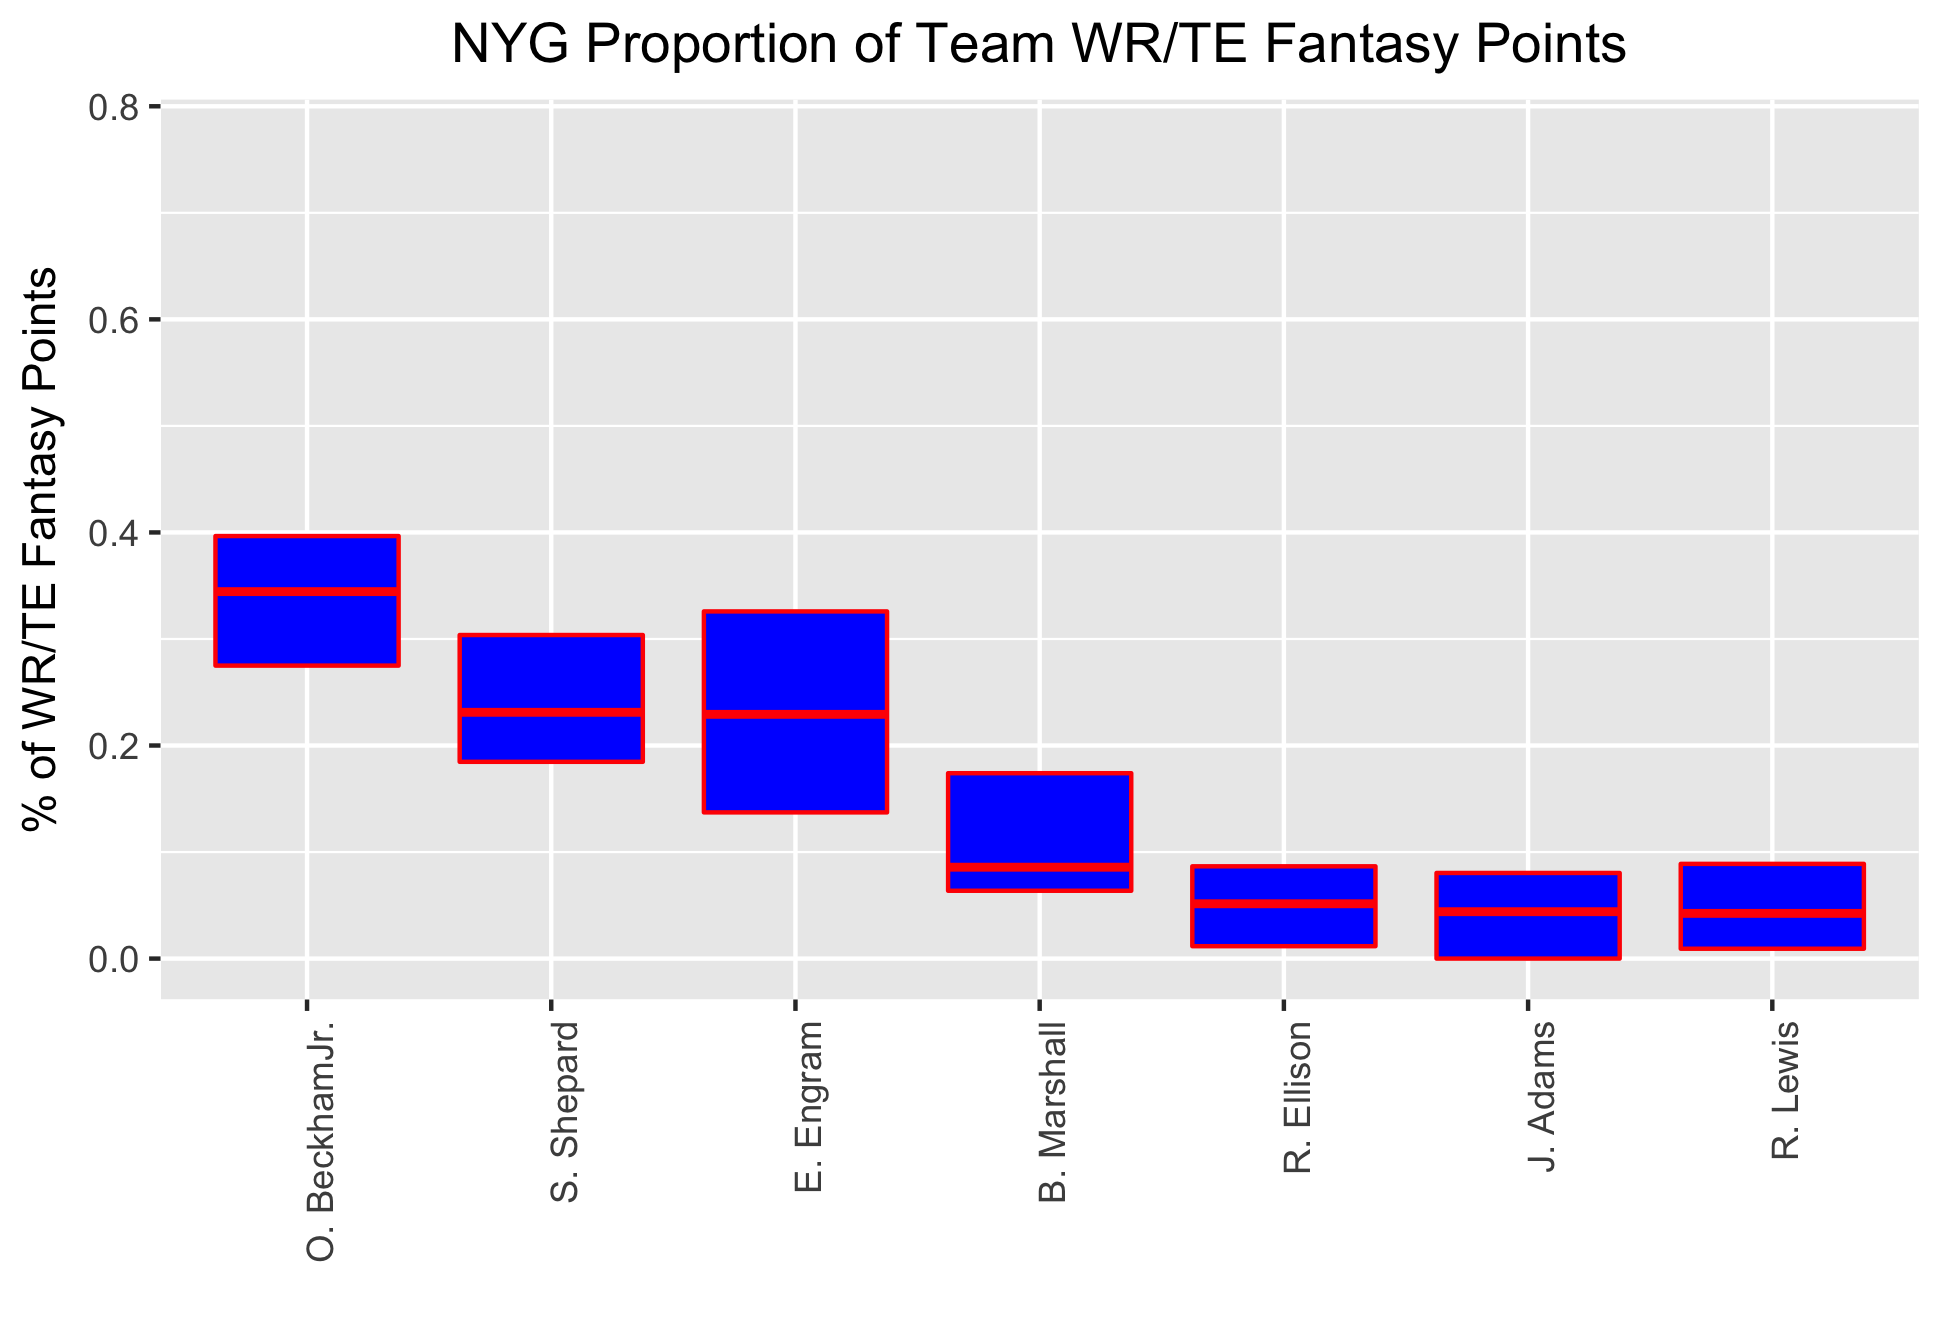 NYG Proportion of Team WR/TE Fantasy Points
% of WR/TE Fantasy Points
0.8
0.6
0.4
0.2
0.0
O. BeckhamJr.
S. Shepard
E. Engram
B. Marshall
R. Ellison
J. Adams
R. Lewis